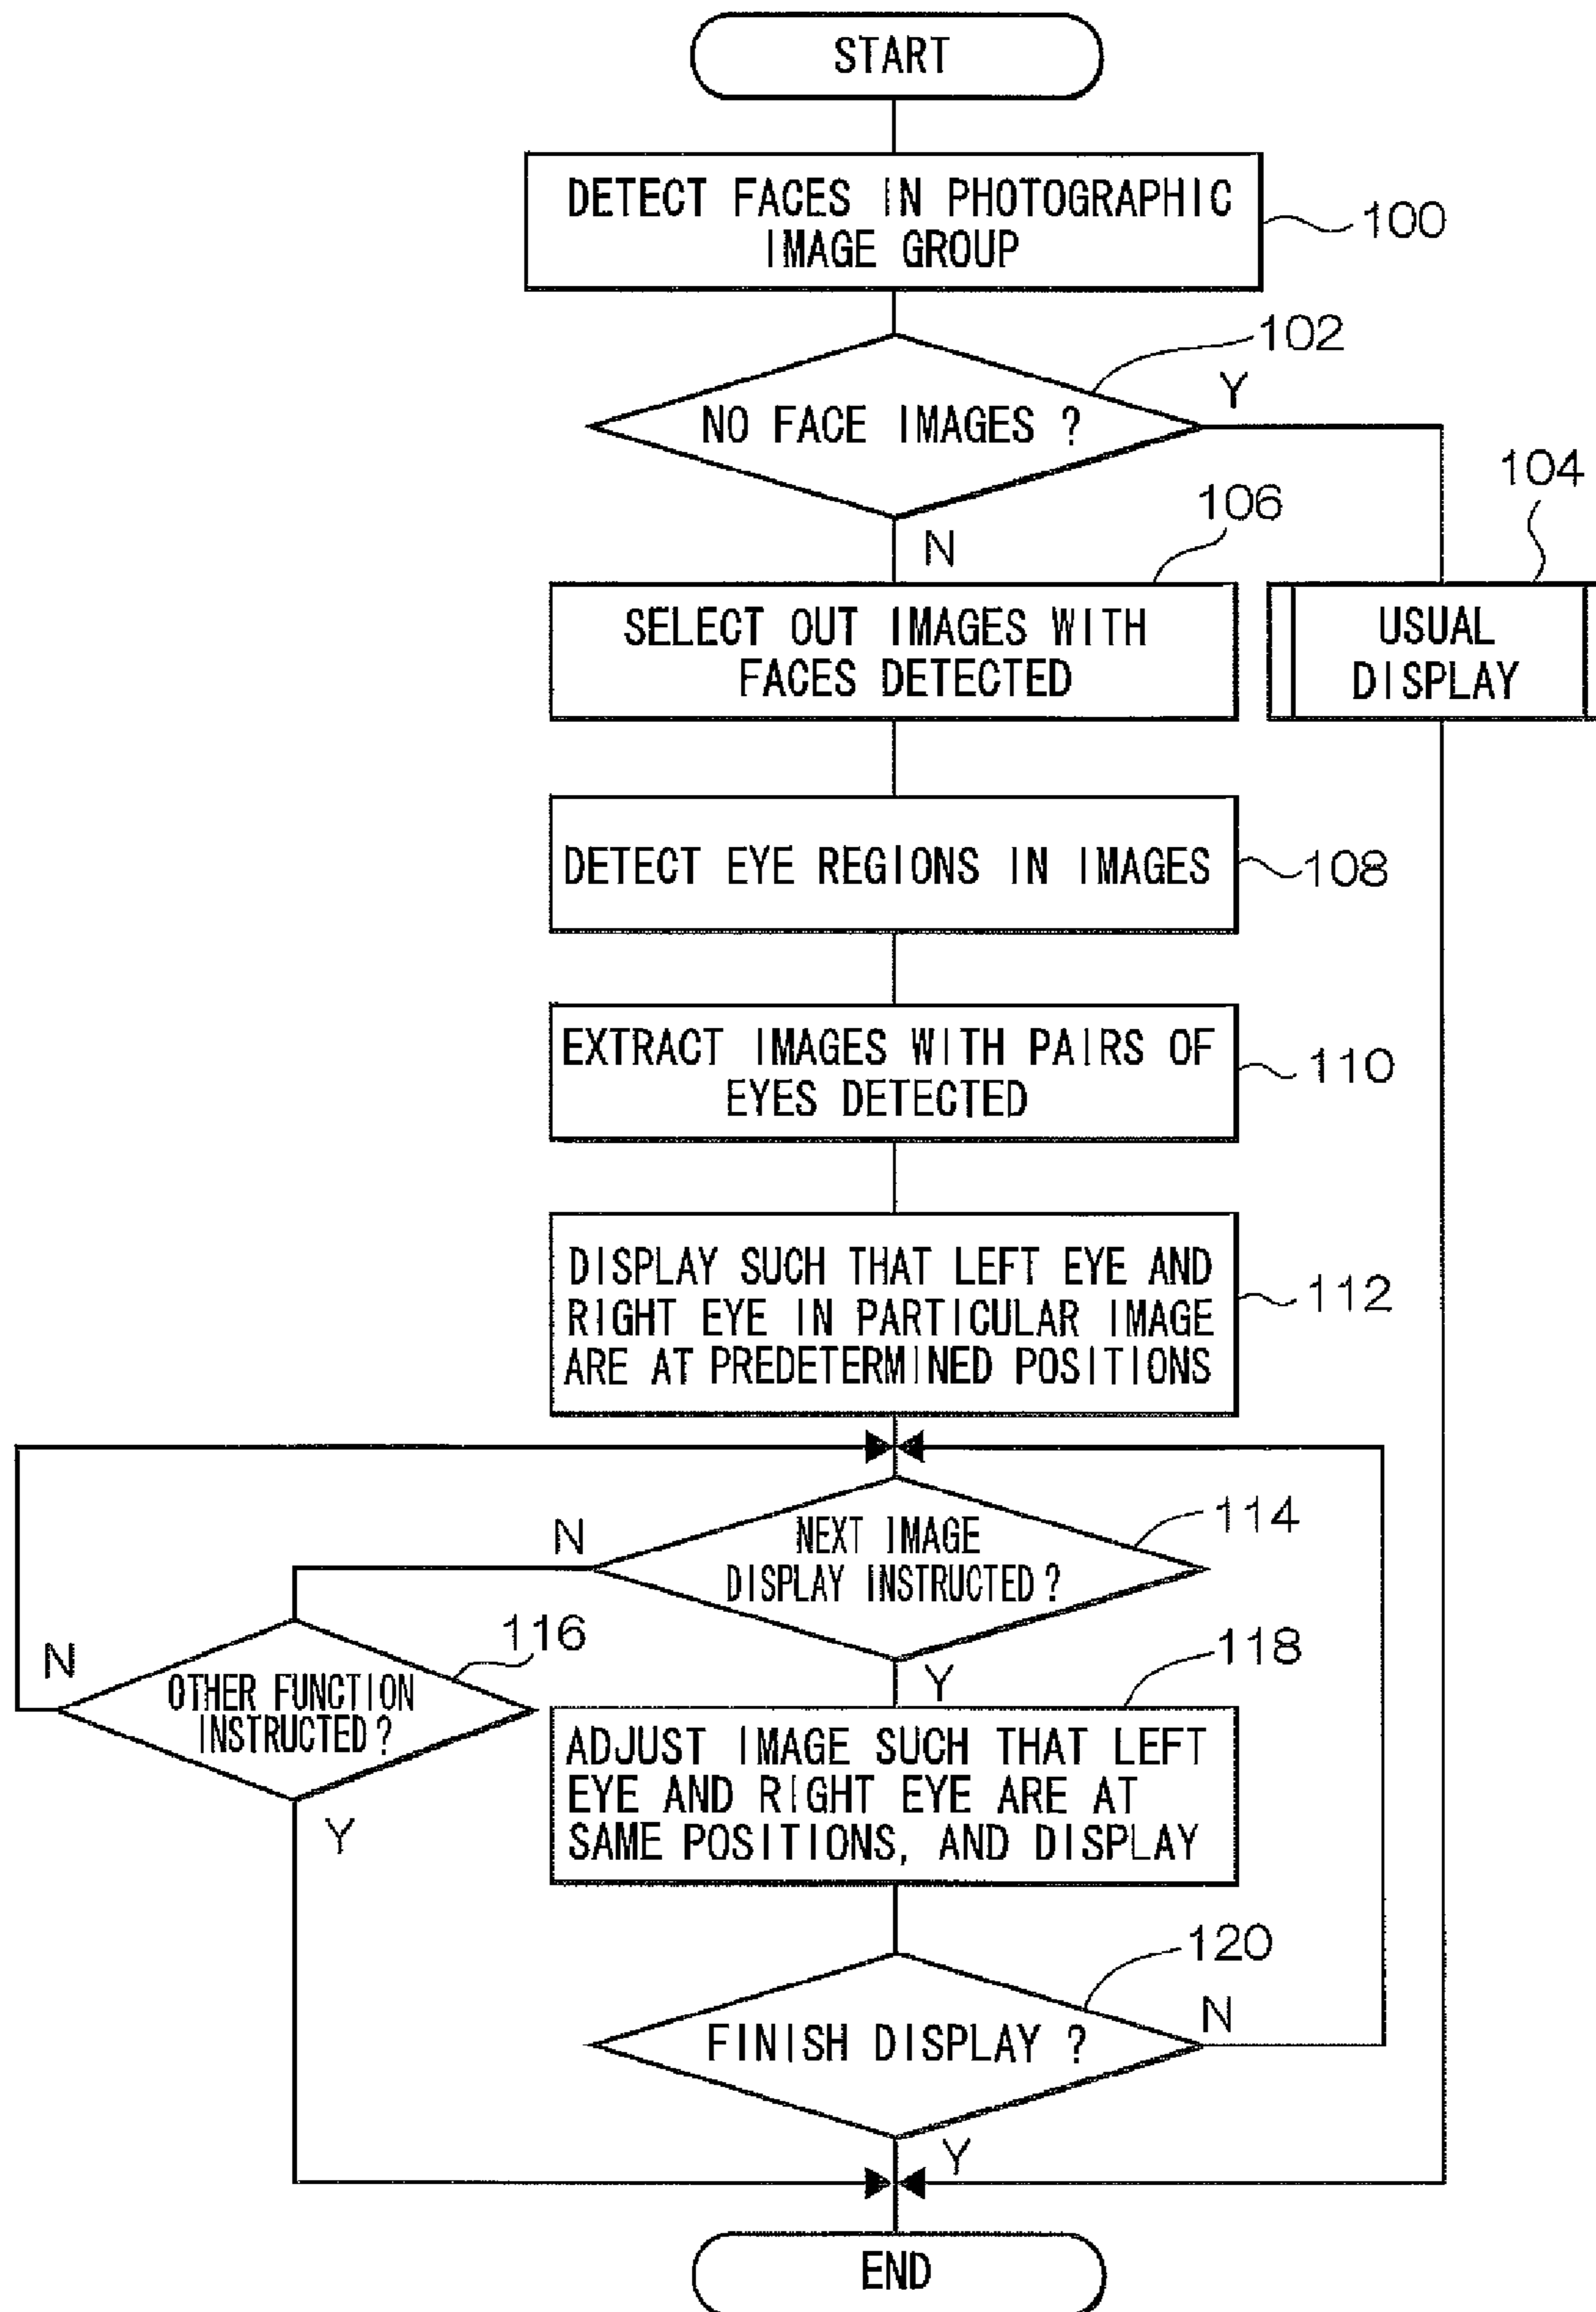 START
DETECT FACES IN PHOTOGRAPHIC
IMAGE GROUP
100
102
NO FACE IMAGES ?
Y
N
104
USUAL
DISPLAY
106
SELECT OUT IMAGES WITH
FACES DETECTED
DETECT EYE REGIONS IN IMAGES
108
EXTRACT IMAGES WITH PAIRS OF
EYES DETECTED
110
DISPLAY SUCH THAT LEFT EYE AND
RIGHT EYE IN PARTICULAR IMAGE
ARE AT PREDETERMINED POSITIONS
112
114
NEXT IMAGE
DISPLAY INSTRUCTED?
N
Y
116
OTHER FUNCTION
INSTRUCTED?
N
Y
118
ADJUST IMAGE SUCH THAT LEFT
EYE AND RIGHT EYE ARE AT
SAME POSITIONS, AND DISPLAY
120
FINISH DISPLAY ?
N
Y
END